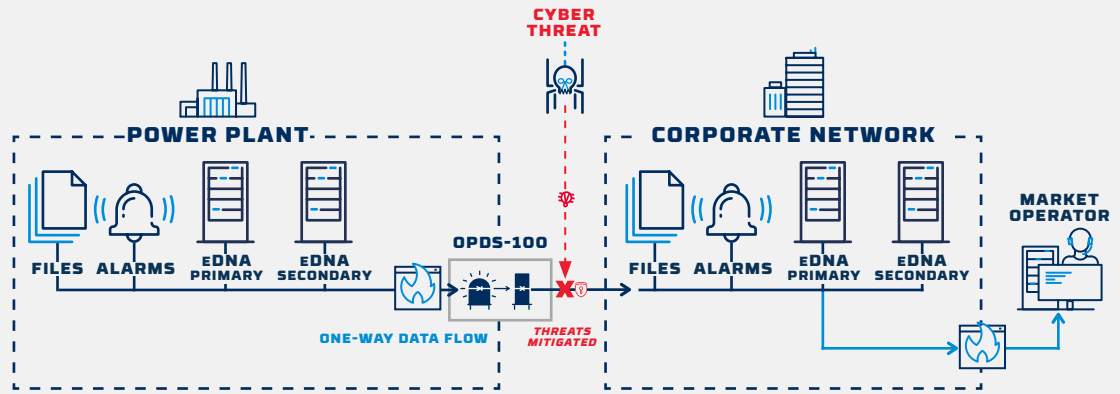 CYBER
THREAT
POWER PLANT
CORPORATE NETWORK
FILES
ALARMS
eDNA
PRIMARY
eDNA
SECONDARY
OPDS-100
ONE-WAY DATA FLOW
THREATS
MITIGATED
FILES
ALARMS
eDNA
PRIMARY
eDNA
SECONDARY
MARKET
OPERATOR